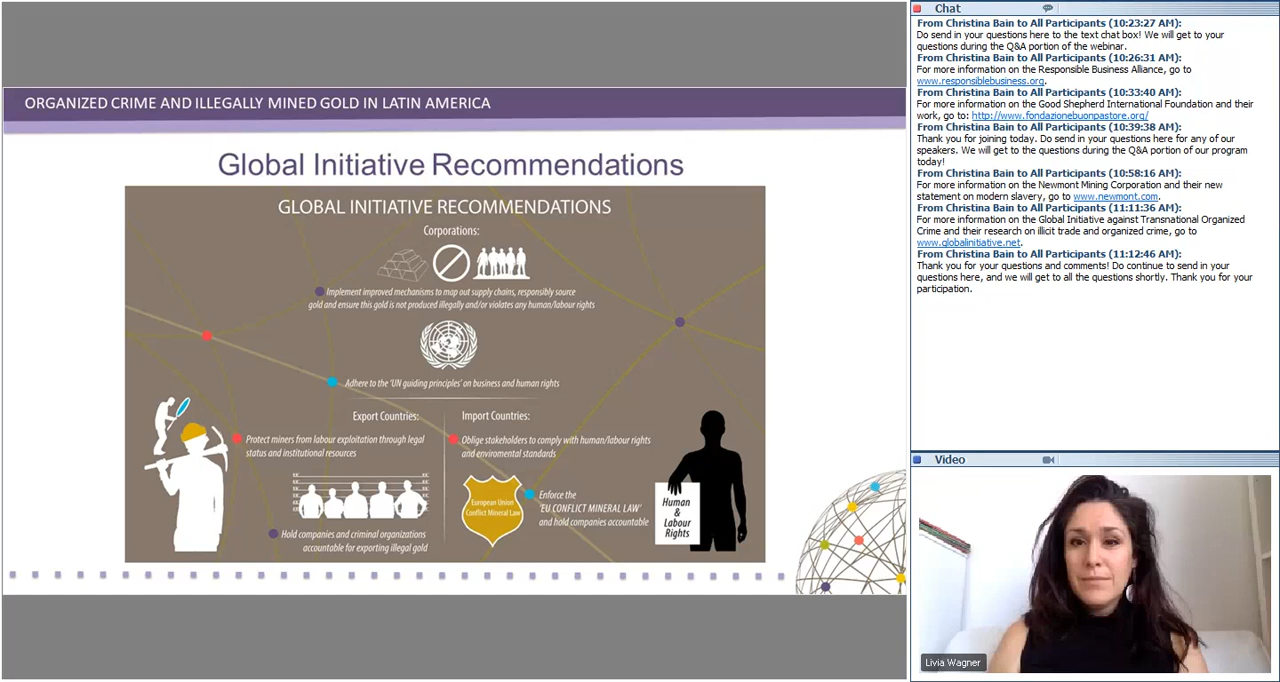 ORGANIZED CRIME AND ILLEGALLY MINED GOLD IN LATIN AMERICA
Global Initiative Recommendations
GLOBAL INITIATIVE RECOMMENDATIONS
Corporations:
Implement improved mechanisms to map out supply chains, responsibly source
gold and ensure this gold is not produced illegally and/or violates any human/labour rights
Adhere to the 'UN guiding principles' on business and human rights
Export Countries:
Protect miners from labour exploitation through legal
status and institutional resources
Hold companies and criminal organizations
accountable for exporting illegal gold
Import Countries:
Oblige stakeholders to comply with human/labour rights
and enviromental standards
European Union
Conflict Mineral Law
Enforce the
'EU CONFLICT MINERAL LAW'
and hold companies accountable
Human
&
Labour
Rights
Chat
From Christina Bain to All Participants (10:23:27 AM):
Do send in your questions here to the text chat box! We will get to your
questions during the Q&A portion of the webinar.
From Christina Bain to All Participants (10:26:31 AM):
For more information on the Responsible Business Alliance, go to
www.responsiblebusiness.org.
From Christina Bain to All Participants (10:33:40 AM):
For more information on the Good Shepherd International Foundation and their
work, go to: http://www.fondazionebuonpastore.org/
From Christina Bain to All Participants (10:39:38 AM):
Thank you for joining today. Do send in your questions here for any of our
speakers. We will get to the questions during the Q&A portion of our program
today!
From Christina Bain to All Participants (10:58:16 AM):
For more information on the Newmont Mining Corporation and their new
statement on modern slavery, go to www.newmont.com.
From Christina Bain to All Participants (11:11:36 AM):
For more information on the Global Initiative against Transnational Organized
Crime and their research on illicit trade and organized crime, go to
www.globalinitiative.net.
From Christina Bain to All Participants (11:12:46 AM):
Thank you for your questions and comments! Do continue to send in your
questions here, and we will get to all the questions shortly. Thank you for your
participation.
Video
Livia Wagner